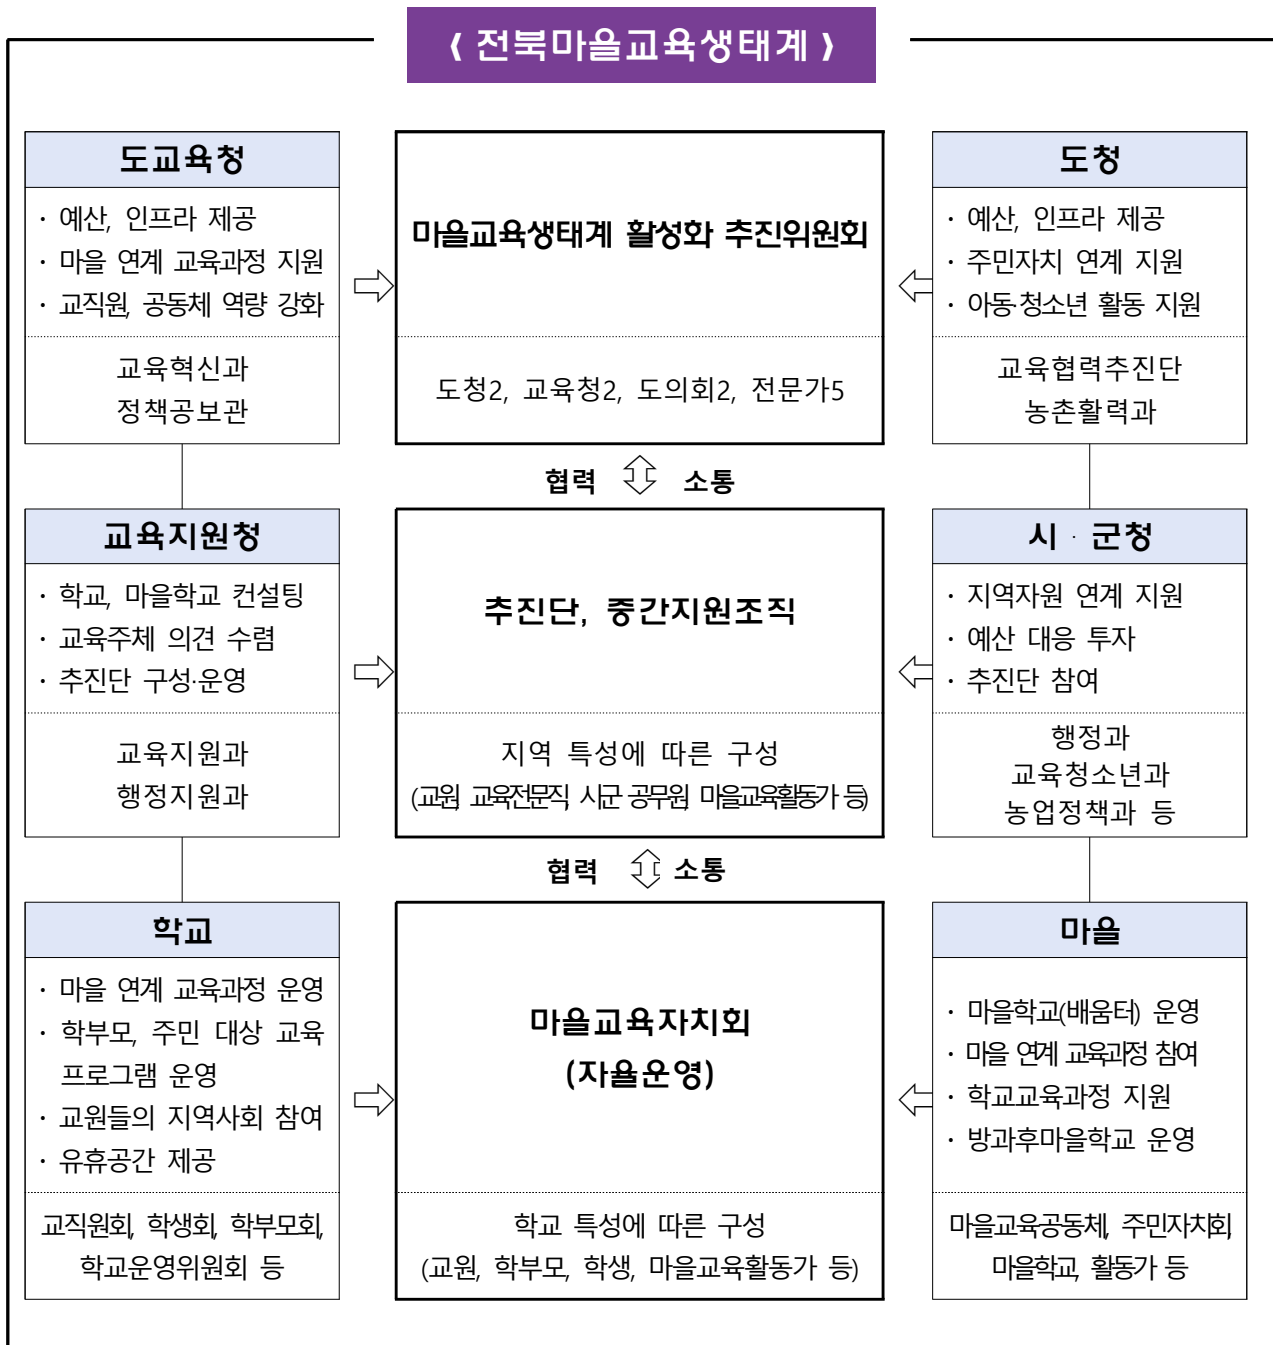 ⟪ 전북마을교육생태계 ⟫
도교육청
· 예산, 인프라 제공
· 마을 연계 교육과정 지원
· 교직원, 공동체 역량 강화
교육혁신과
정책공보관
마을교육생태계 활성화 추진위원회
도청2, 교육청2, 도의회2, 전문가5
도청
· 예산, 인프라 제공
· 주민자치 연계 지원
· 아동·청소년 활동 지원
교육협력추진단
농촌활력과
협력 소통
교육지원청
· 학교, 마을학교 컨설팅
· 교육주체 의견 수렴
· 추진단 구성·운영
교육지원과
행정지원과
추진단, 중간지원조직
지역 특성에 따른 구성
(교원, 교육전문직, 시군 공무원, 마을교육활동가 등)
시 · 군청
· 지역자원 연계 지원
· 예산 대응 투자
· 추진단 참여
행정과
교육청소년과
농업정책과 등
협력 소통
학교
· 마을 연계 교육과정 운영
· 학부모, 주민 대상 교육
프로그램 운영
· 교원들의 지역사회 참여
· 유휴공간 제공
교직원회, 학생회, 학부모회,
학교운영위원회 등
마을교육자치회
(자율운영)
학교 특성에 따른 구성
(교원, 학부모, 학생, 마을교육활동가 등)
마을
· 마을학교(배움터) 운영
· 마을 연계 교육과정 참여
· 학교교육과정 지원
· 방과후마을학교 운영
마을교육공동체, 주민자치회,
마을학교, 활동가 등